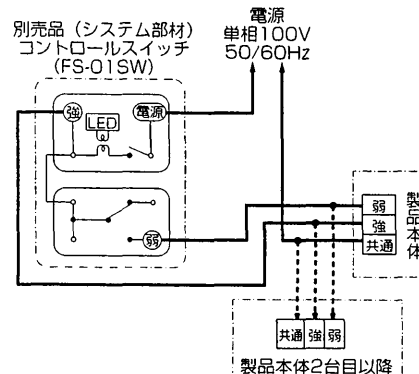 別売品（システム部材）
コントロールスイッチ
(FS-01SW)
電源
単相100V
50/60Hz
強
LED
電源
弱
弱
強
共通
製品本体
共通 強 弱
製品本体2台目以降